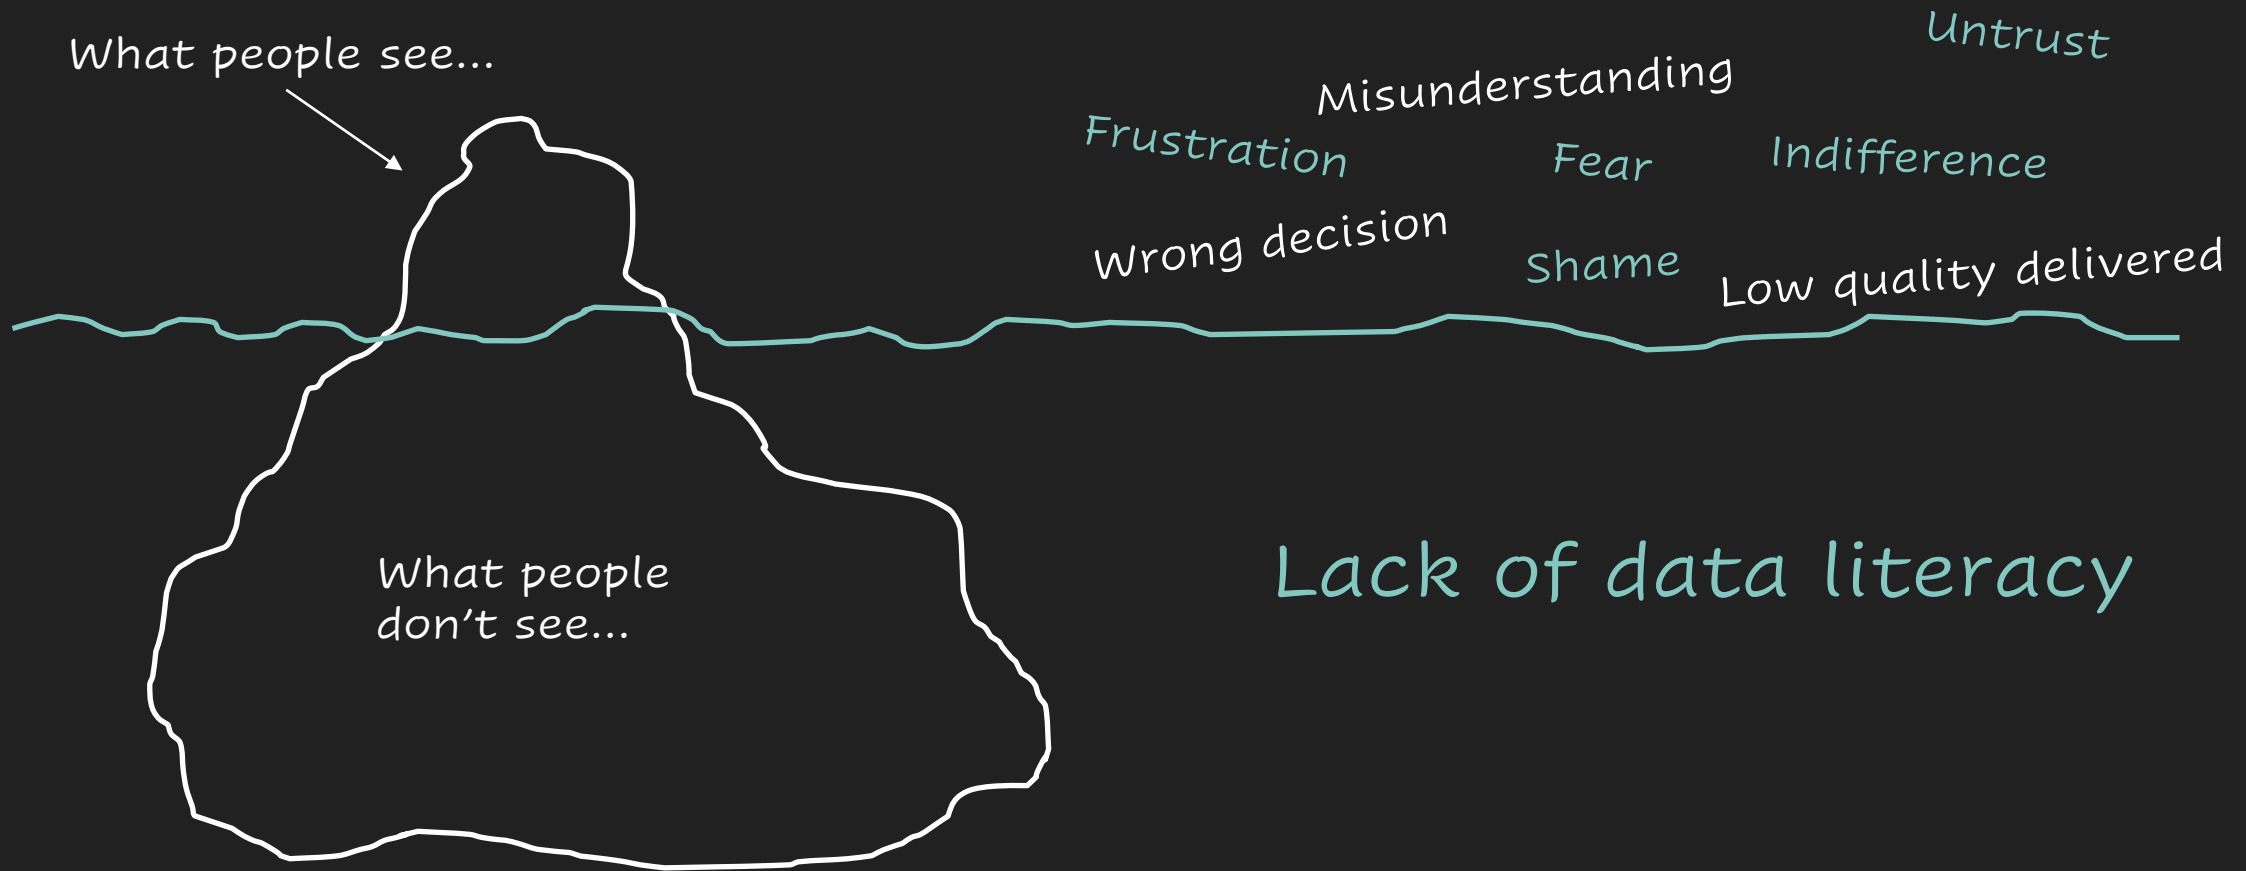 What people see...
Untrust
Misunderstanding
Frustration
Fear
Indifference
Wrong decision
Shame
Low quality delivered
What people
don't see...
Lack of data literacy